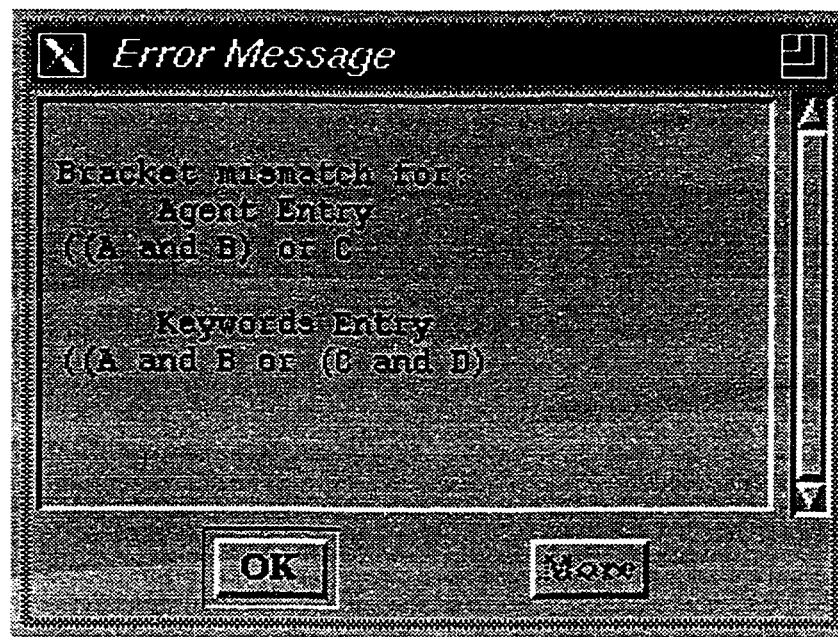 Error Message
Bracket mismatch for
Agent Entry
((A and B) or C
Keywords Entry
((A and B or (C and D)
OK
More